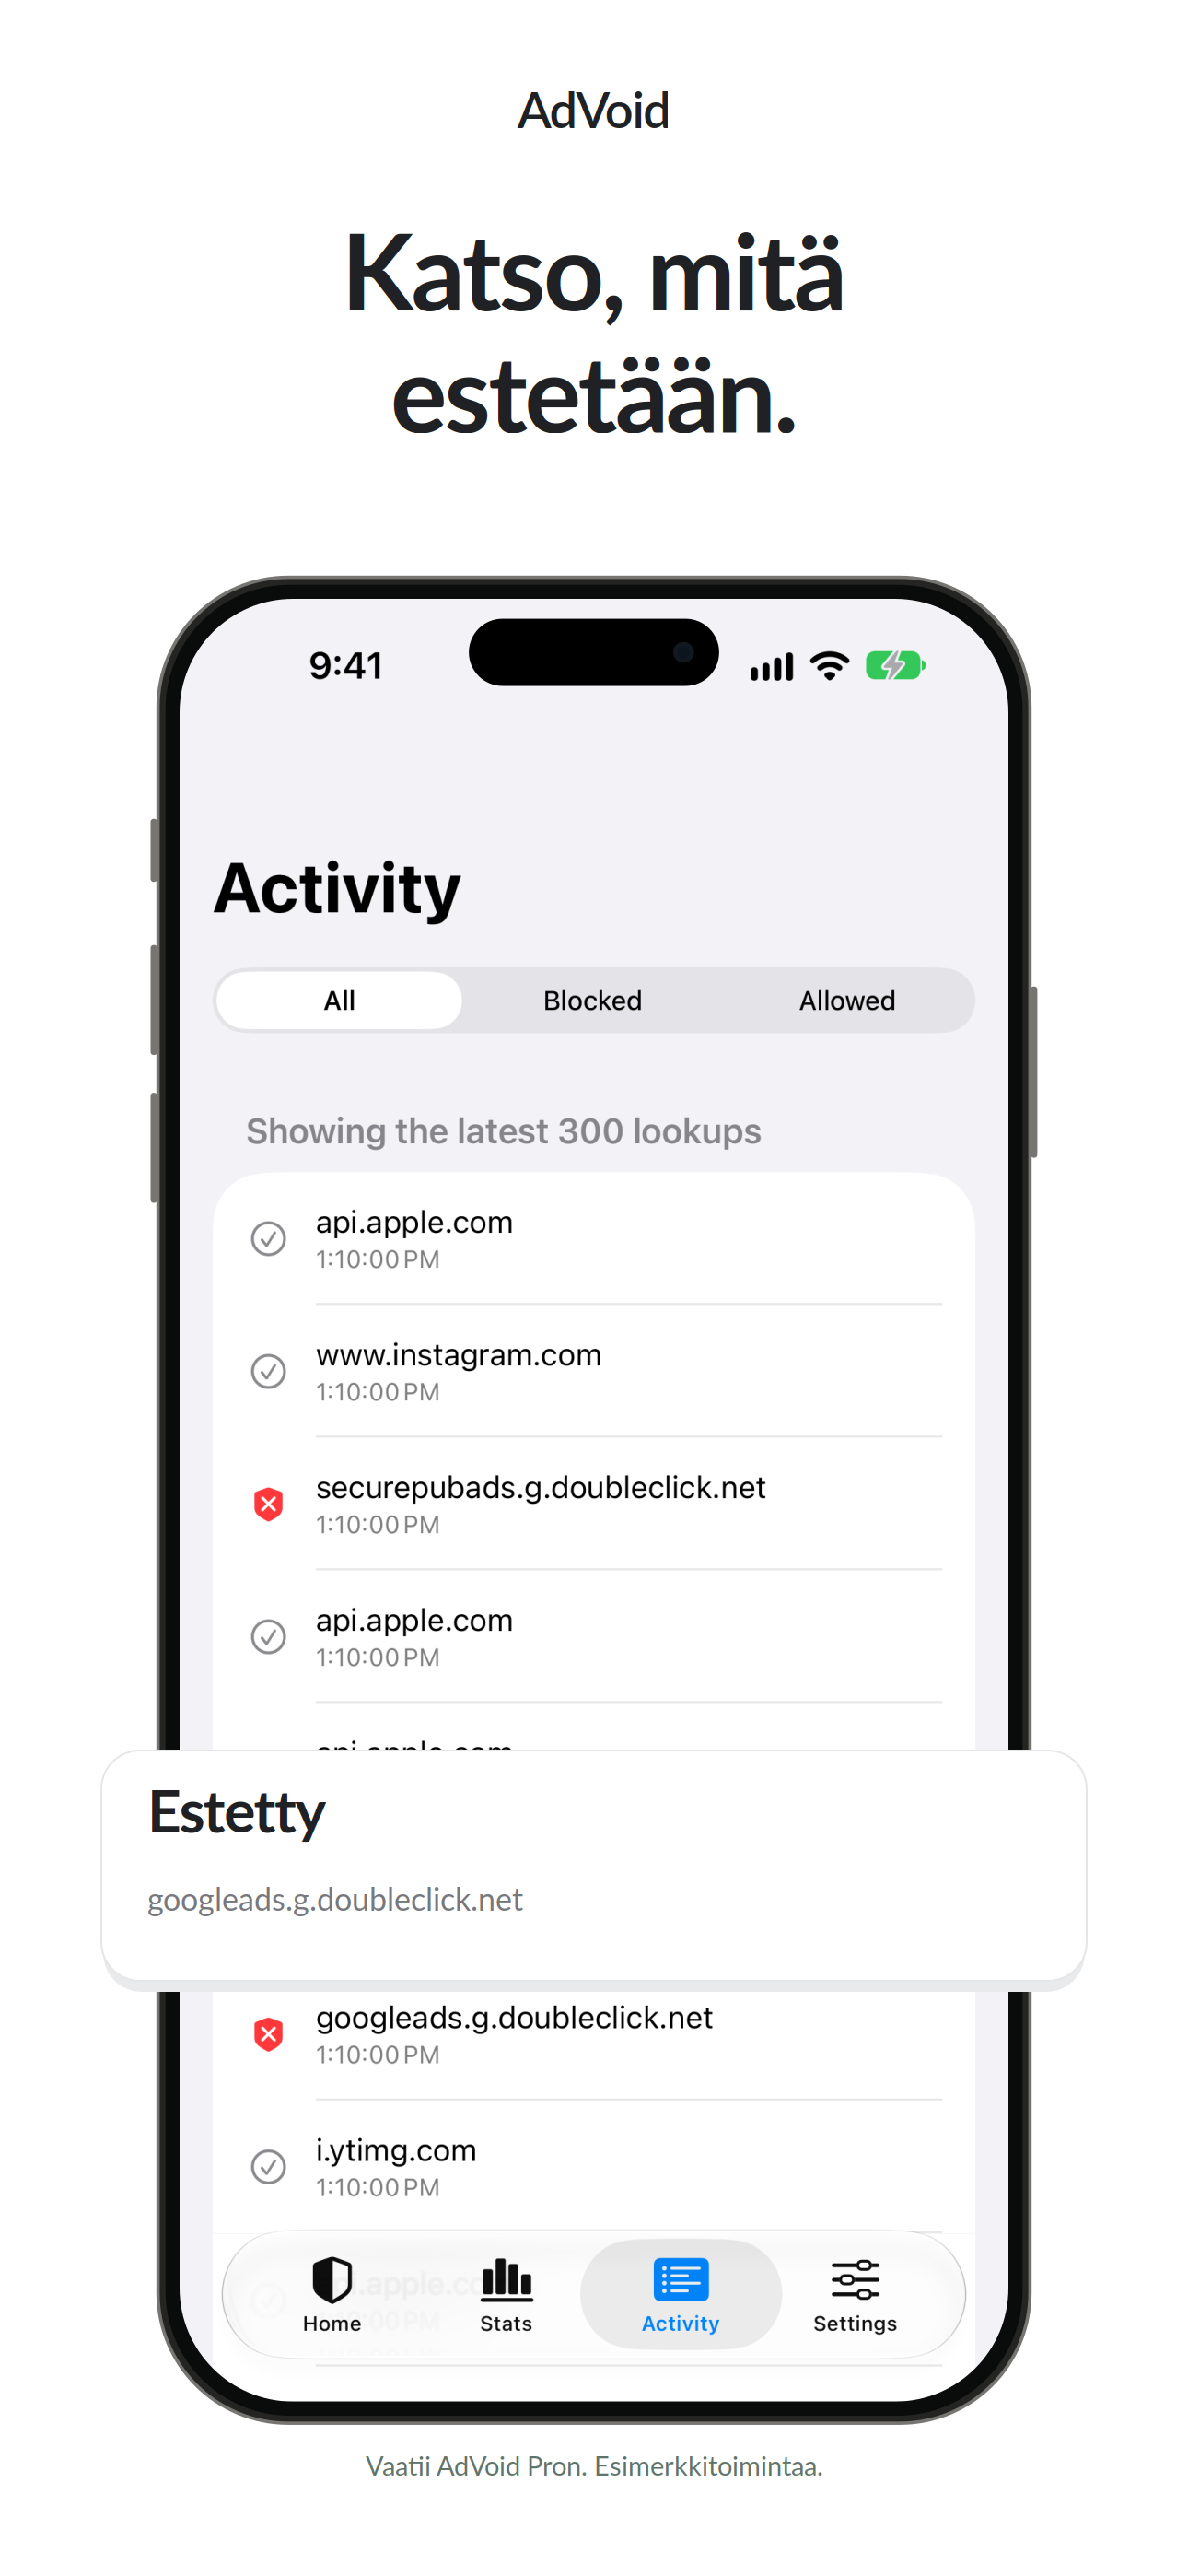 AdVoid
Katso, mitä
estetään.
9:41
Activity
All
Blocked
Allowed
Showing the latest 300 lookups
api.apple.com
1:10:00 PM
www.instagram.com
1:10:00 PM
securepubads.g.doubleclick.net
1:10:00 PM
api.apple.com
1:10:00 PM
api.apple.com
Estetty
googleads.g.doubleclick.net
googleads.g.doubleclick.net
1:10:00 PM
i.ytimg.com
1:10:00 PM
Home
Stats
Activity
Settings
Vaatii AdVoid Pron. Esimerkkitoimintaa.